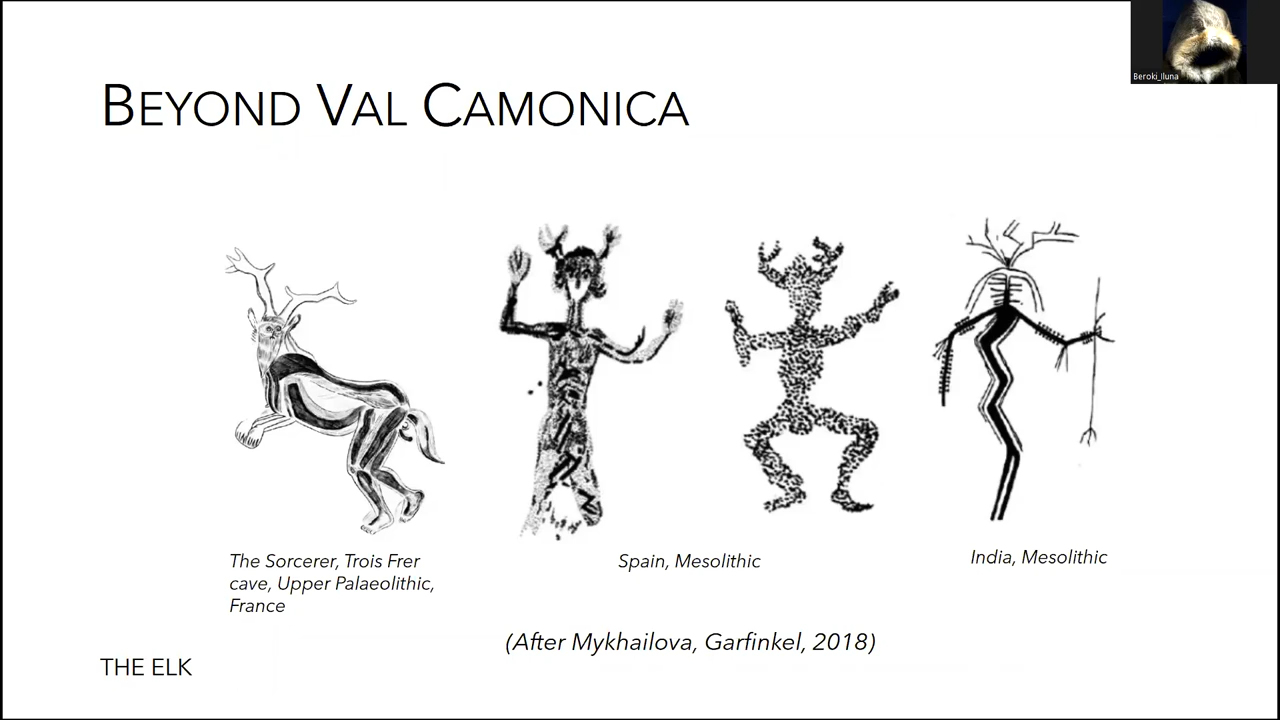 Beroki_Iluna
BEYOND VAL CAMONICA
The Sorcerer, Trois Frer
cave, Upper Palaeolithic,
France
Spain, Mesolithic
India, Mesolithic
(After Mykhailova, Garfinkel, 2018)
THE ELK